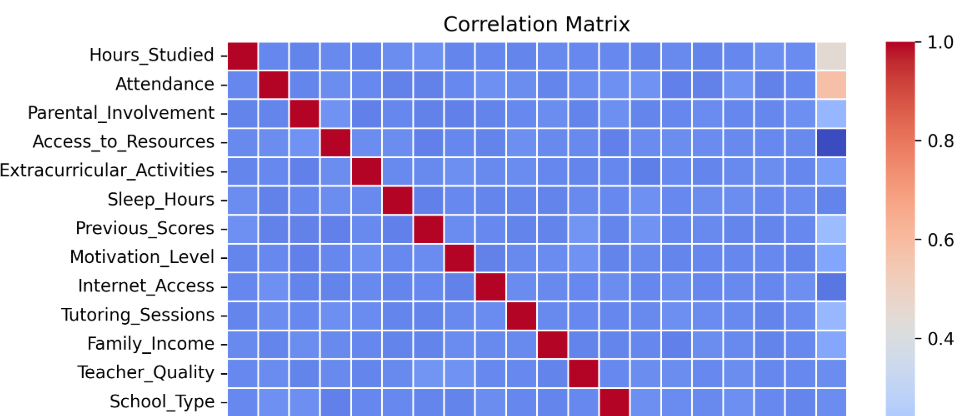 Correlation Matrix
Hours_Studied
Attendance
Parental_Involvement
Access_to_Resources
Extracurricular_Activities
Sleep_Hours
Previous_Scores
Motivation_Level
Internet_Access
Tutoring_Sessions
Family_Income
Teacher_Quality
School_Type
1.0
0.8
0.6
0.4